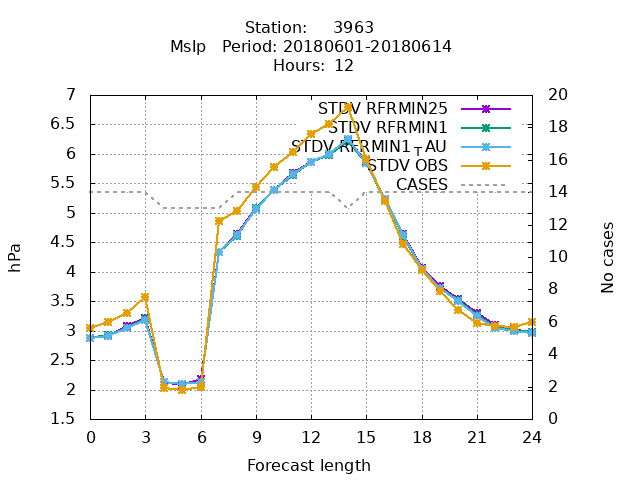 Station: 3963
Mslp Period: 20180601-20180614
Hours: 12
7
6.5
6
5.5
5
4.5
4
3.5
3
2.5
2
1.5
hPa
STDV RFRMIN25
STDV RFRMIN1
STDV RFRMIN1TAU
STDV OBS
CASES
20
18
16
14
12
10
8
6
4
2
0
No cases
0 3 6 9 12 15 18 21 24
Forecast length